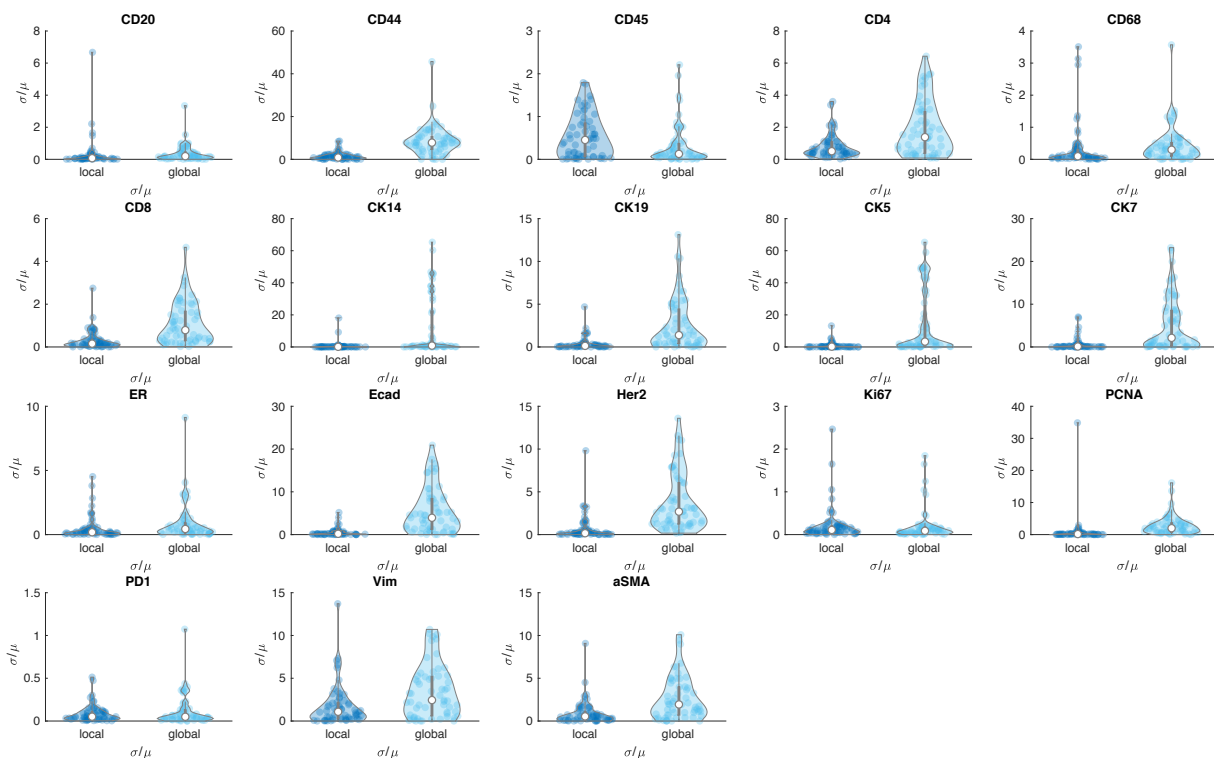 CD20
CD44
CD45
CD4
CD68
8
6
4
2
0
σ/μ
local
global
σ/μ
60
40
20
0
σ/μ
local
global
σ/μ
3
2
1
0
σ/μ
local
global
σ/μ
8
6
4
2
0
σ/μ
local
global
σ/μ
4
3
2
1
0
σ/μ
local
global
σ/μ
CD8
CK14
CK19
CK5
CK7
6
4
2
0
σ/μ
local
global
σ/μ
80
60
40
20
0
σ/μ
local
global
σ/μ
15
10
5
0
σ/μ
local
global
σ/μ
80
60
40
20
0
σ/μ
local
global
σ/μ
30
20
10
0
σ/μ
local
global
σ/μ
ER
Ecad
Her2
Ki67
PCNA
10
5
0
σ/μ
local
global
σ/μ
30
20
10
0
σ/μ
local
global
σ/μ
15
10
5
0
σ/μ
local
global
σ/μ
3
2
1
0
σ/μ
local
global
σ/μ
40
30
20
10
0
σ/μ
local
global
σ/μ
PD1
Vim
aSMA
1.5
1
0.5
0
σ/μ
local
global
σ/μ
15
10
5
0
σ/μ
local
global
σ/μ
15
10
5
0
σ/μ
local
global
σ/μ